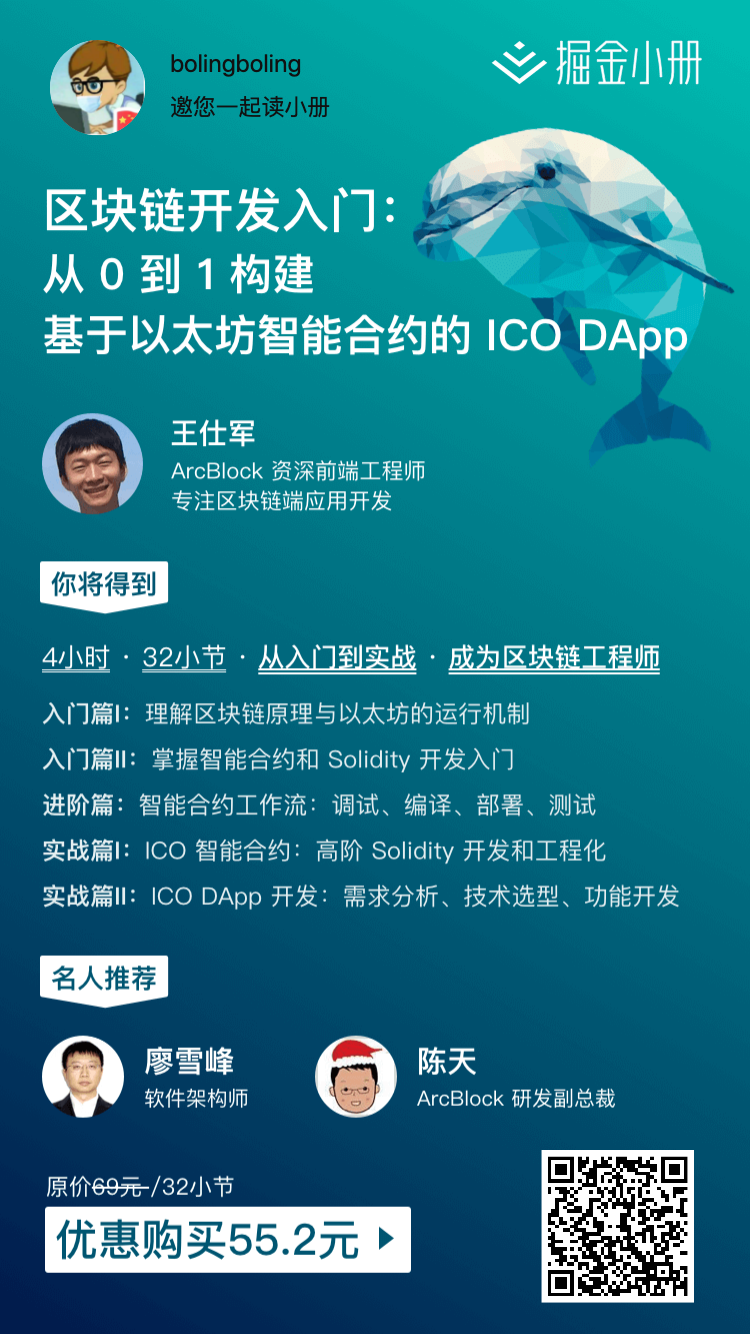 bolingboling
邀您一起读小册
掘金小册
区块链开发入门：
从 0 到 1 构建
基于以太坊智能合约的 ICO DApp
王仕军
ArcBlock 资深前端工程师
专注区块链端应用开发
你将得到
4小时 · 32小节 · 从入门到实战 · 成为区块链工程师
入门篇I：理解区块链原理与以太坊的运行机制
入门篇II：掌握智能合约和 Solidity 开发入门
进阶篇：智能合约工作流：调试、编译、部署、测试
实战篇I：ICO 智能合约：高阶 Solidity 开发和工程化
实战篇II：ICO DApp 开发：需求分析、技术选型、功能开发
名人推荐
廖雪峰
软件架构师
陈天
ArcBlock 研发副总裁
原价69元 /32小节
优惠购买55.2元